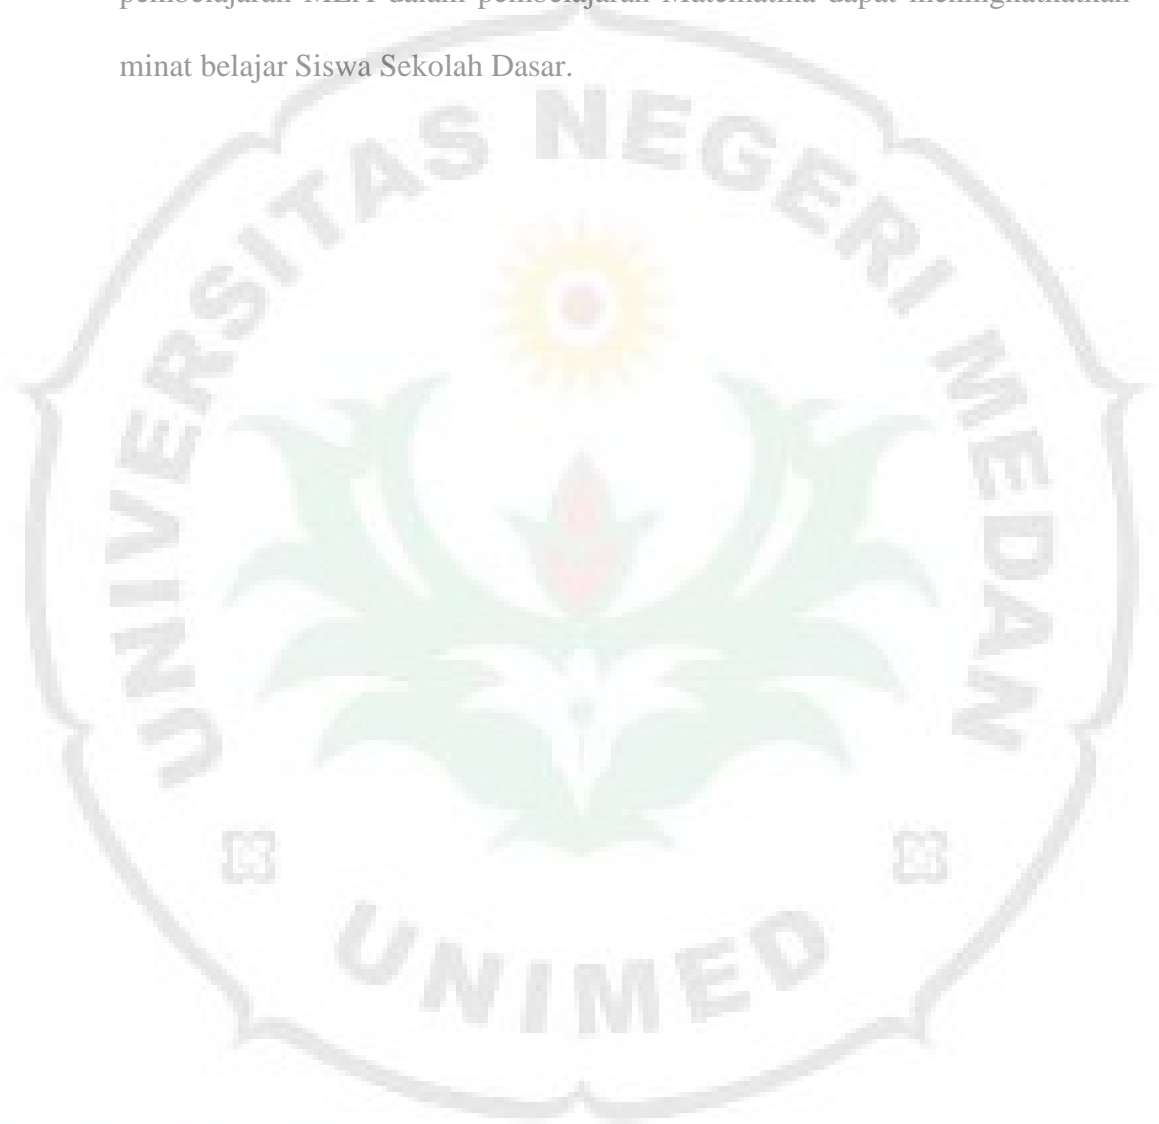 pembelajaran MEA dalam pembelajaran Matematika dapat meningkatkatkan
minat belajar Siswa Sekolah Dasar.
UNIVERSITAS NEGERI MEDAN
UNIMED